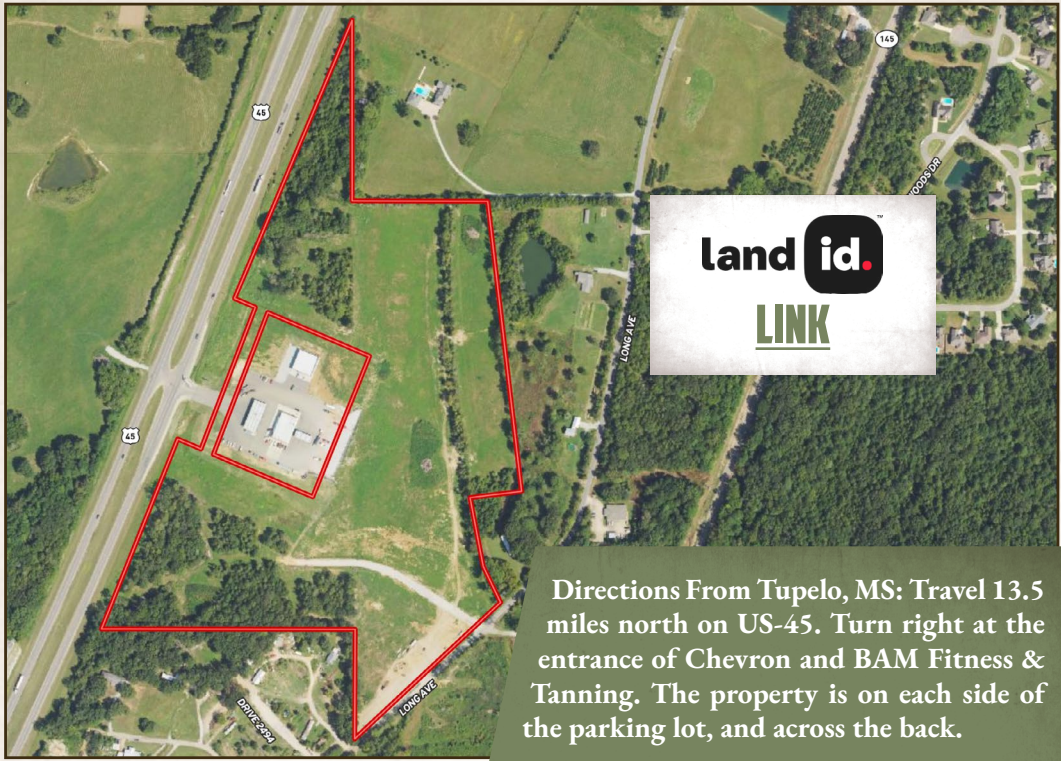 145
45
WOODS DR
land id.™
LINK
LONG AVE
45
Directions From Tupelo, MS: Travel 13.5
miles north on US-45. Turn right at the
entrance of Chevron and BAM Fitness &
Tanning. The property is on each side of
the parking lot, and across the back.
LONG AVE
DRIVE 2494